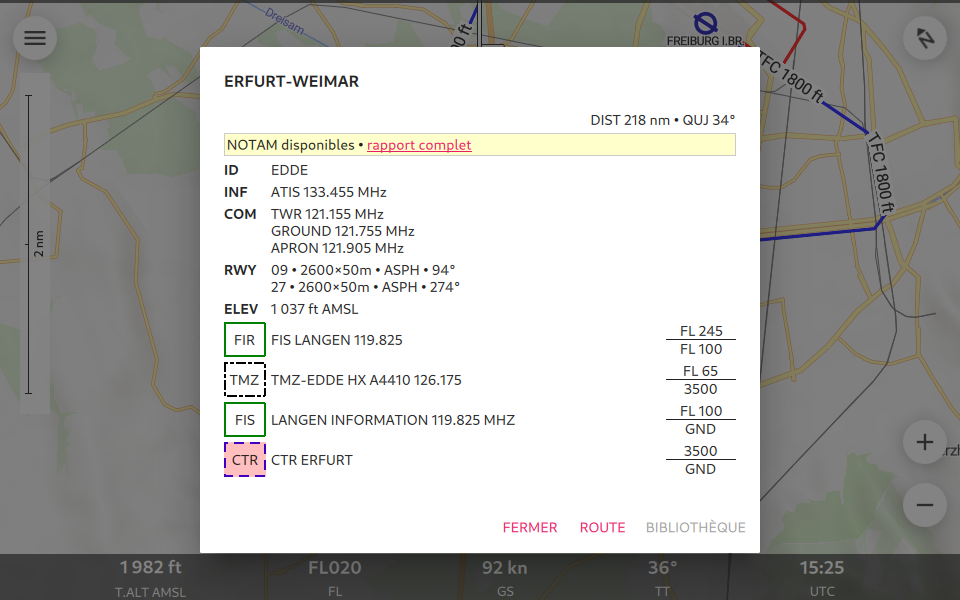 Dreisam
00 ft
FREIBURG I.BR.
TFC 1800 ft
TFC 1800 ft
2 nm
ERFURT-WEIMAR
DIST 218 nm • QUJ 34°
NOTAM disponibles • rapport complet
ID EDDE
INF ATIS 133.455 MHz
COM TWR 121.155 MHz
GROUND 121.755 MHz
APRON 121.905 MHz
RWY 09 • 2600×50m • ASPH • 94°
27 • 2600×50m • ASPH • 274°
ELEV 1 037 ft AMSL
FIR FIS LANGEN 119.825 FL 245
FL 100
TMZ TMZ-EDDE HX A4410 126.175 FL 65
3500
FIS LANGEN INFORMATION 119.825 MHZ FL 100
GND
CTR CTR ERFURT 3500
GND
FERMER ROUTE BIBLIOTHÈQUE
1 982 ft FL020 92 kn 36° 15:25
T.ALT AMSL FL GS TT UTC